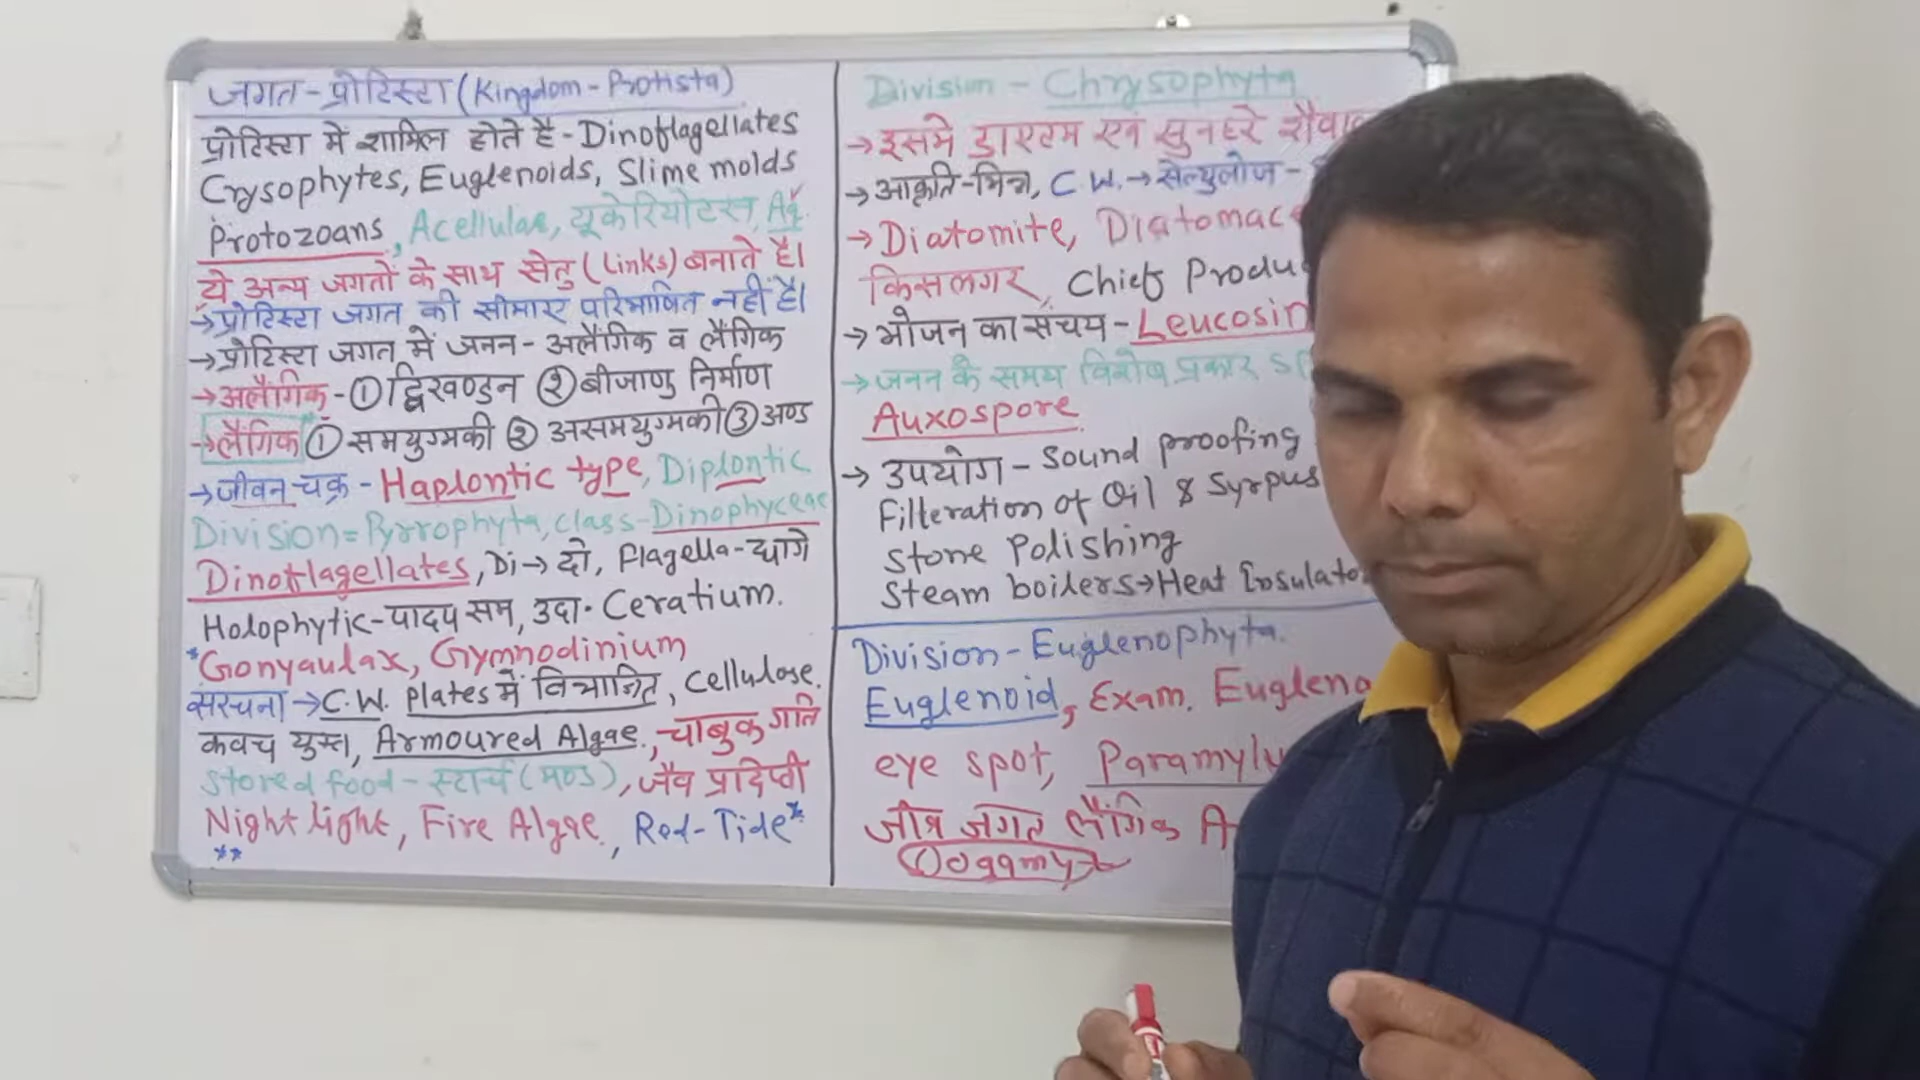 जगत-प्रोटिस्टा (Kingdom-Protista)
प्रोटिस्टा में शामिल होते है - Dinoflagellates
Crysophytes, Euglenoids, Slime molds
Protozoans, Acellular, यूकेरियोटस, Aq.
ये अन्य जगतों के साथ सेतु (Links) बनाते है।
→ प्रोटिस्टा जगत की सीमाए परिभाषित नहीं है।
→ प्रोटिस्टा जगत में जनन - अलैंगिक व लैंगिक
→ अलैंगिक - ① द्विखण्डन ② बीजाणु निर्माण
→ लैंगिक ① समयुग्मकी ② असमयुग्मकी ③ अण्ड
→ जीवन-चक्र - Haplontic type, Diplontic
Division = Pyrrophyta, class - Dinophyceae
Dinoflagellates, Di → दो, Flagella - धागे
Holophytic - पादप सम, उदा. Ceratium.
*Gonyaulax, Gymnodinium
संरचना → C.W. Plates में विभाजित, Cellulose.
कवच युक्त, Armoured Algae, चाबुक गति
Stored food - स्टार्च (मण्ड), जैव प्रदिप्ती
Night light, Fire Algae, Red-Tide*
**
Division - Chrysophyta
→ इसमे डाएटम एवं सुनहरे शैवाल
→ आकृति-भिन्न, C.W. → सेल्युलोज -
→ Diatomite, Diatomace
किसलगर, Chief Produ
→ भोजन का संचय - Leucosin
→ जनन के समय विशेष प्रकार
Auxospore
→ उपयोग - Sound proofing
Filteration of Oil & Syrpus
Stone Polishing
Steam boilers → Heat Insulato
Division - Euglenophyta.
Euglenoid, Exam. Euglena
eye spot, Paramylu
जीव जगत लैंगिक A
Oogamy